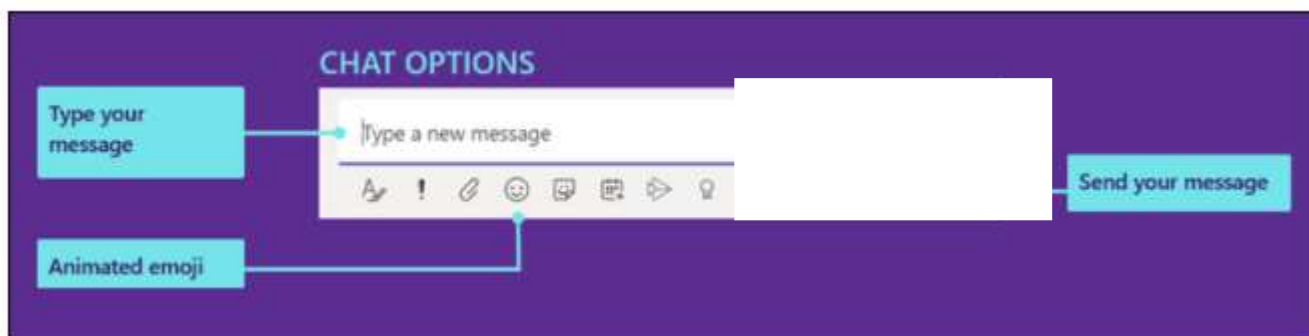 CHAT OPTIONS
Type your
message
Type a new message
Send your message
Animated emoji